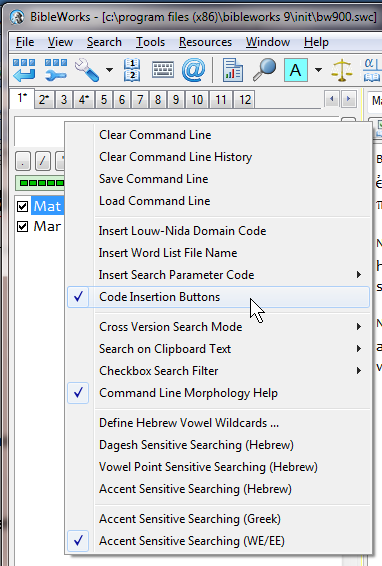 BibleWorks - [c:\program files (x86)\bibleworks 9\init\bw900.swc]
File View Search Tools Resources Window Help
1 2 A
1* 2* 3 4* 5 6 7 8 9 10 11 12 Ma
. /
Mat
Mar
Clear Command Line
Clear Command Line History
Save Command Line
Load Command Line
Insert Louw-Nida Domain Code
Insert Word List File Name
Insert Search Parameter Code
Code Insertion Buttons
Cross Version Search Mode
Search on Clipboard Text
Checkbox Search Filter
Command Line Morphology Help
Define Hebrew Vowel Wildcards ...
Dagesh Sensitive Searching (Hebrew)
Vowel Point Sensitive Searching (Hebrew)
Accent Sensitive Searching (Hebrew)
Accent Sensitive Searching (Greek)
Accent Sensitive Searching (WE/EE)